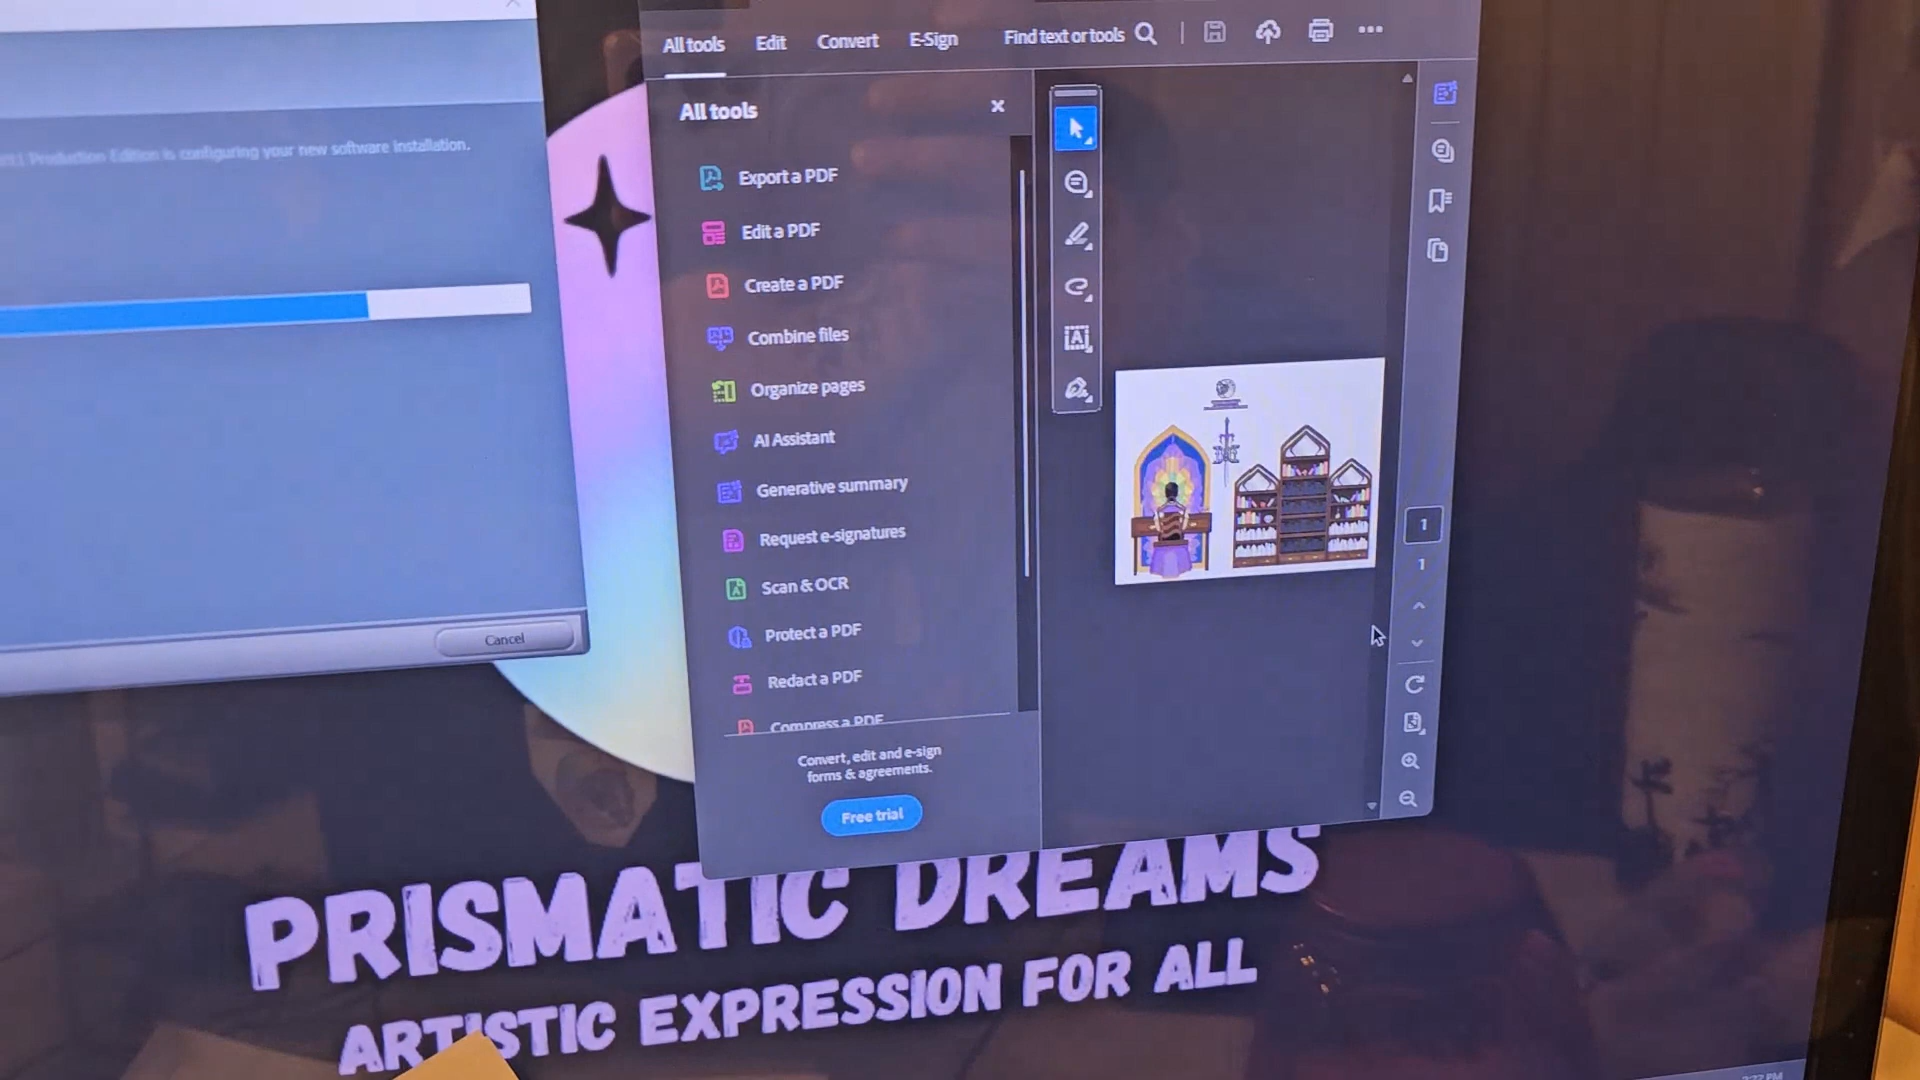 All tools Edit Convert E-Sign Find text or tools
All tools
Production Edition is configuring your new software installation.
Export a PDF
Edit a PDF
Create a PDF
Combine files
Organize pages
AI Assistant
Generative summary
Request e-signatures
Scan & OCR
Protect a PDF
Redact a PDF
Compress a PDF
Convert, edit and e-sign
forms & agreements.
Free trial
Cancel
1
1
PRISMATIC DREAMS
ARTISTIC EXPRESSION FOR ALL